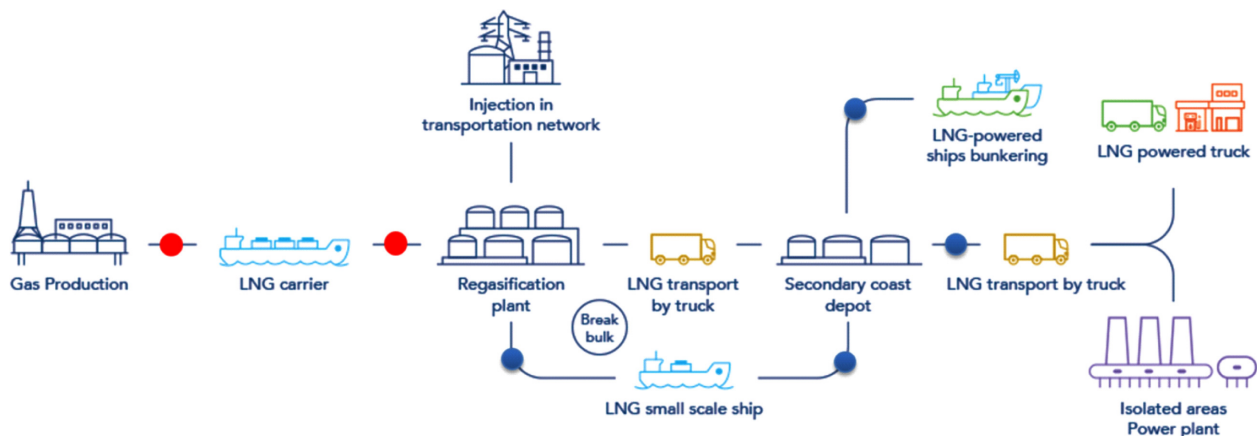 Injection in
transportation network
LNG-powered
ships bunkering
LNG powered truck
Gas Production
LNG carrier
Regasification
plant
LNG transport
by truck
Secondary coast
depot
LNG transport by truck
Break
bulk
LNG small scale ship
Isolated areas
Power plant